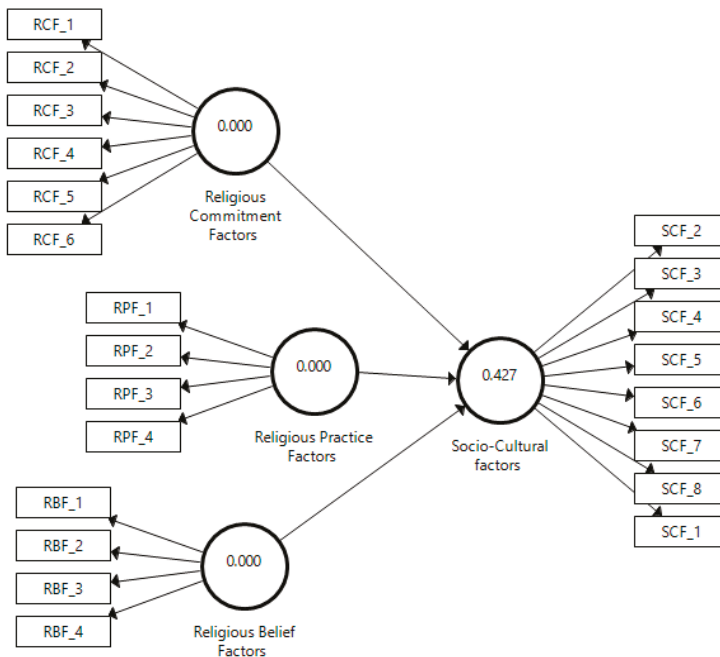 RCF_1
RCF_2
RCF_3
RCF_4
RCF_5
RCF_6
0.000
Religious
Commitment
Factors
RPF_1
RPF_2
RPF_3
RPF_4
0.000
Religious Practice
Factors
RBF_1
RBF_2
RBF_3
RBF_4
0.000
Religious Belief
Factors
0.427
Socio-Cultural
factors
SCF_2
SCF_3
SCF_4
SCF_5
SCF_6
SCF_7
SCF_8
SCF_1